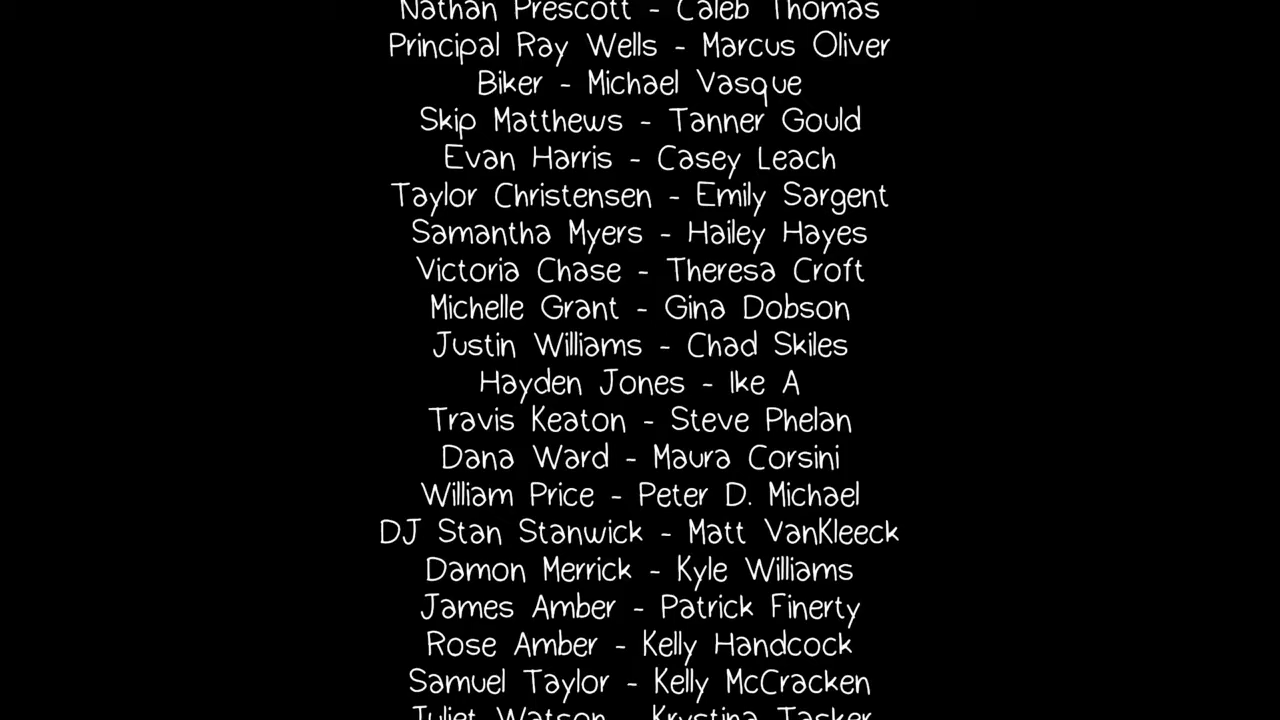 Nathan Prescott - Caleb Thomas
Principal Ray Wells - Marcus Oliver
Biker - Michael Vasque
Skip Matthews - Tanner Gould
Evan Harris - Casey Leach
Taylor Christensen - Emily Sargent
Samantha Myers - Hailey Hayes
Victoria Chase - Theresa Croft
Michelle Grant - Gina Dobson
Justin Williams - Chad Skiles
Hayden Jones - Ike A
Travis Keaton - Steve Phelan
Dana Ward - Maura Corsini
William Price - Peter D. Michael
DJ Stan Stanwick - Matt VanKleeck
Damon Merrick - Kyle Williams
James Amber - Patrick Finerty
Rose Amber - Kelly Handcock
Samuel Taylor - Kelly McCracken
Juliet Watson - Krystina Tasker